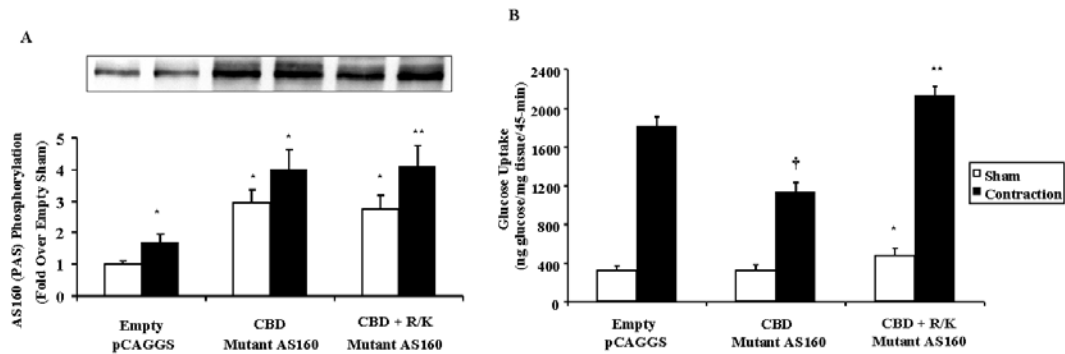 A
AS160 (PAS) Phosphorylation
(Fold Over Empty Sham)
5
4
3
2
1
0
*
*
*
*
**
Empty
pCAGGS
CBD
Mutant AS160
CBD + R/K
Mutant AS160
B
Glucose Uptake
(ng glucose/mg tissue/45-min)
2400
2000
1600
1200
800
400
0
†
*
**
Empty
pCAGGS
CBD
Mutant AS160
CBD + R/K
Mutant AS160
Sham
Contraction